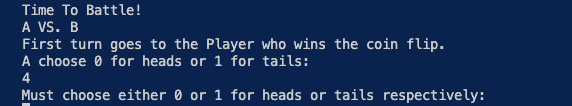 Time To Battle!
A VS. B
First turn goes to the Player who wins the coin flip.
A choose 0 for heads or 1 for tails:
4
Must choose either 0 or 1 for heads or tails respectively: